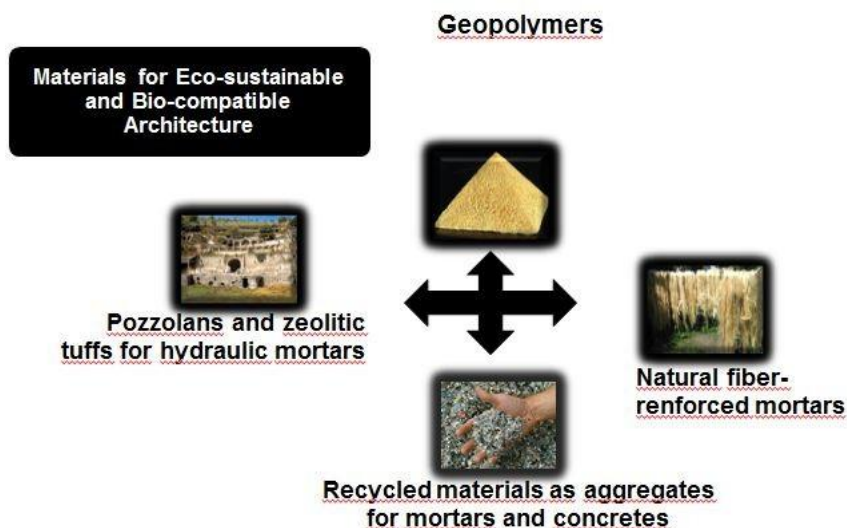 Geopolymers
Materials for Eco-sustainable
and Bio-compatible
Architecture
Pozzolans and zeolitic
tuffs for hydraulic mortars
Natural fiber-
renforced mortars
Recycled materials as aggregates
for mortars and concretes